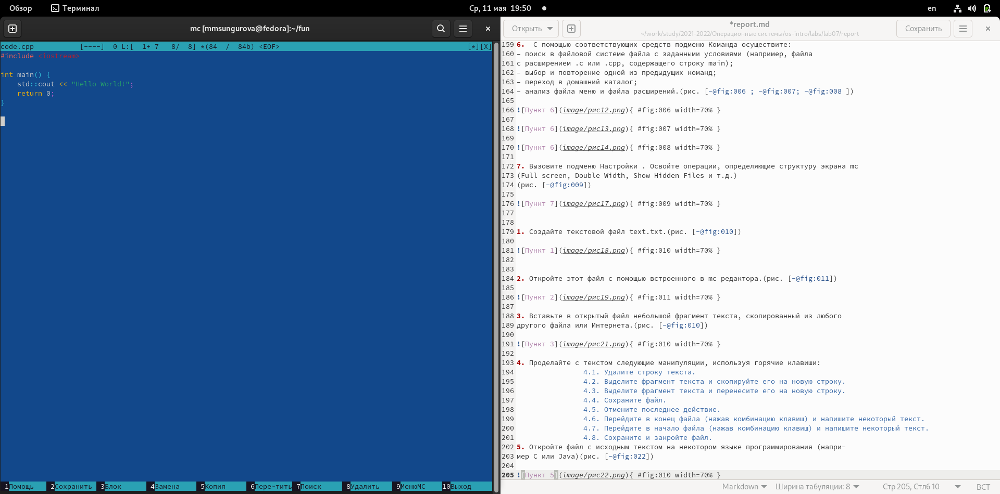 Обзор Терминал Ср, 11 мая 19:50 en
mc [mmsungurova@fedora]:~/fun
code.cpp [----] 0 L:[ 1+ 7 8/ 8] *(84 / 84b) <EOF> [*][X]
#include <iostream>
int main() {
std::cout << "Hello World!";
return 0;
}
1Помощь 2Сохранить 3Блок 4Замена 5Копия 6Пере~тить 7Поиск 8Удалить 9МенюMC 10Выход
Открыть *report.md Сохранить
~/work/study/2021-2022/Операционные системы/os-intro/labs/lab07/report
159 6. С помощью соответствующих средств подменю Команда осуществите:
160 – поиск в файловой системе файла с заданными условиями (например, файла
161 с расширением .c или .cpp, содержащего строку main);
162 – выбор и повторение одной из предыдущих команд;
163 – переход в домашний каталог;
164 – анализ файла меню и файла расширений.(рис. [-@fig:006 ; -@fig:007; -@fig:008 ])
165
166 ![Пункт 6](image/рис12.png){ #fig:006 width=70% }
167
168 ![Пункт 6](image/рис13.png){ #fig:007 width=70% }
169
170 ![Пункт 6](image/рис14.png){ #fig:008 width=70% }
171
172 7. Вызовите подменю Настройки . Освойте операции, определяющие структуру экрана mc
173 (Full screen, Double Width, Show Hidden Files и т.д.)
174 (рис. [-@fig:009])
175
176 ![Пункт 7](image/рис17.png){ #fig:009 width=70% }
177
178
179 1. Создайте текстовой файл text.txt.(рис. [-@fig:010])
180
181 ![Пункт 1](image/рис18.png){ #fig:010 width=70% }
182
183
184 2. Откройте этот файл с помощью встроенного в mc редактора.(рис. [-@fig:011])
185
186 ![Пункт 2](image/рис19.png){ #fig:011 width=70% }
187
188 3. Вставьте в открытый файл небольшой фрагмент текста, скопированный из любого
189 другого файла или Интернета.(рис. [-@fig:010])
190
191 ![Пункт 3](image/рис21.png){ #fig:010 width=70% }
192
193 4. Проделайте с текстом следующие манипуляции, используя горячие клавиши:
194 4.1. Удалите строку текста.
195 4.2. Выделите фрагмент текста и скопируйте его на новую строку.
196 4.3. Выделите фрагмент текста и перенесите его на новую строку.
197 4.4. Сохраните файл.
198 4.5. Отмените последнее действие.
199 4.6. Перейдите в конец файла (нажав комбинацию клавиш) и напишите некоторый текст.
200 4.7. Перейдите в начало файла (нажав комбинацию клавиш) и напишите некоторый текст.
201 4.8. Сохраните и закройте файл.
202 5. Откройте файл с исходным текстом на некотором языке программирования (напри-
203 мер C или Java)(рис. [-@fig:022])
204
205 ![Пункт 5](image/рис22.png){ #fig:010 width=70% }
Markdown Ширина табуляции: 8 Стр 205, Стлб 10 ВСТ